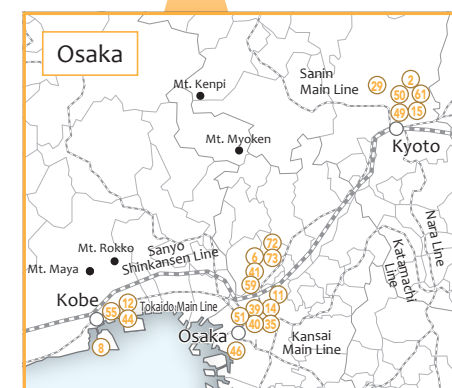 Osaka
Mt. Kenpi
Sanin
Main Line
29
2
50
61
49
15
Kyoto
Mt. Myoken
Nara Line
Katamachi
Line
Mt. Rokko
Mt. Maya
Sanyo
Shinkansen Line
72
6
73
41
59
11
Kobe
55
12
44
Tokaido Main Line
39
14
51
40
35
Osaka
46
Kansai
Main Line
8